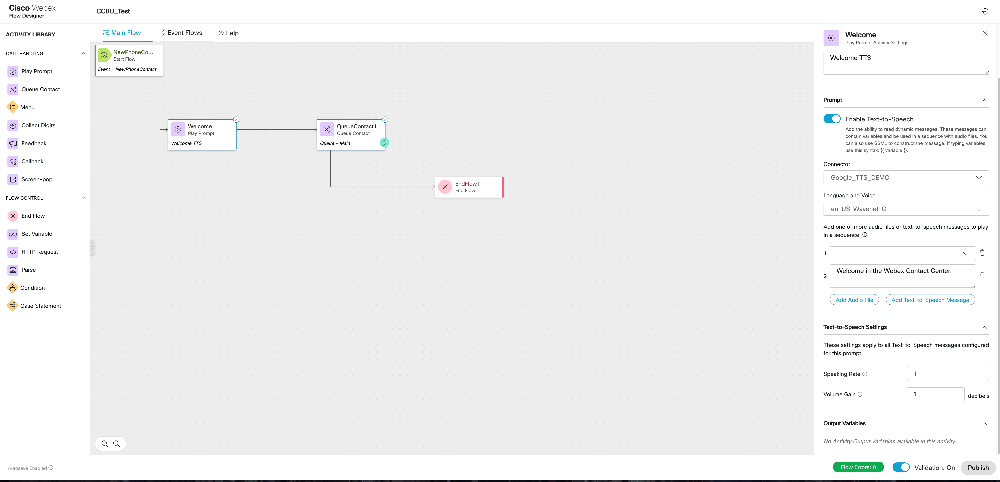 Cisco Webex
Flow Designer
CCBU_Test
ACTIVITY LIBRARY
CALL HANDLING
Play Prompt
Queue Contact
Menu
Collect Digits
Feedback
Callback
Screen-pop
FLOW CONTROL
End Flow
Set Variable
HTTP Request
Parse
Condition
Case Statement
Main Flow
Event Flows
Help
NewPhoneCo...
Start Flow
Event = NewPhoneContact
Welcome
Play Prompt
Welcome TTS
QueueContact1
Queue Contact
Queue - Main
EndFlow1
End Flow
Welcome
Play Prompt Activity Settings
Welcome TTS
Prompt
Enable Text-to-Speech
Add the ability to read dynamic messages. These messages can
contain variables and be used in a sequence with audio files. You
can also use SSML to construct the message. If typing variables,
use this syntax: {{ variable }}.
Connector
Google_TTS_DEMO
Language and Voice
en-US-Wavenet-C
Add one or more audio files or text-to-speech messages to play
in a sequence.
1
2 Welcome in the Webex Contact Center.
Add Audio File
Add Text-to-Speech Message
Text-to-Speech Settings
These settings apply to all Text-to-Speech messages configured
for this prompt.
Speaking Rate 1
Volume Gain 1 decibels
Output Variables
No Activity Output Variables available in this activity.
Autosave Enabled
Flow Errors: 0
Validation: On
Publish